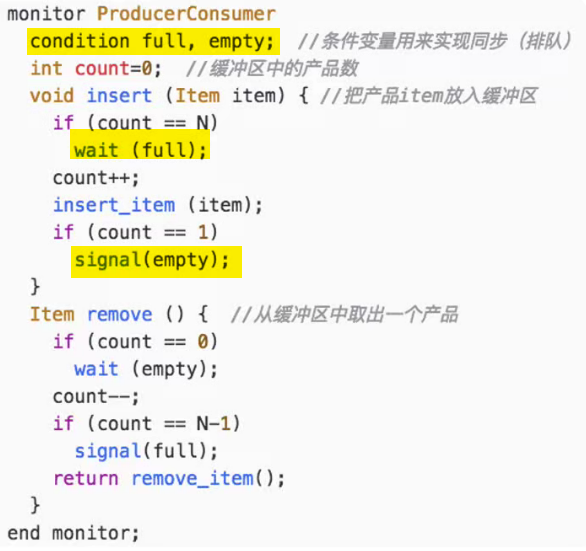 monitor ProducerConsumer
condition full, empty; //条件变量用来实现同步（排队）
int count=0; //缓冲区中的产品数
void insert (Item item) { //把产品item放入缓冲区
if (count == N)
wait (full);
count++;
insert_item (item);
if (count == 1)
signal(empty);
}
Item remove () { //从缓冲区中取出一个产品
if (count == 0)
wait (empty);
count--;
if (count == N-1)
signal(full);
return remove_item();
}
end monitor;